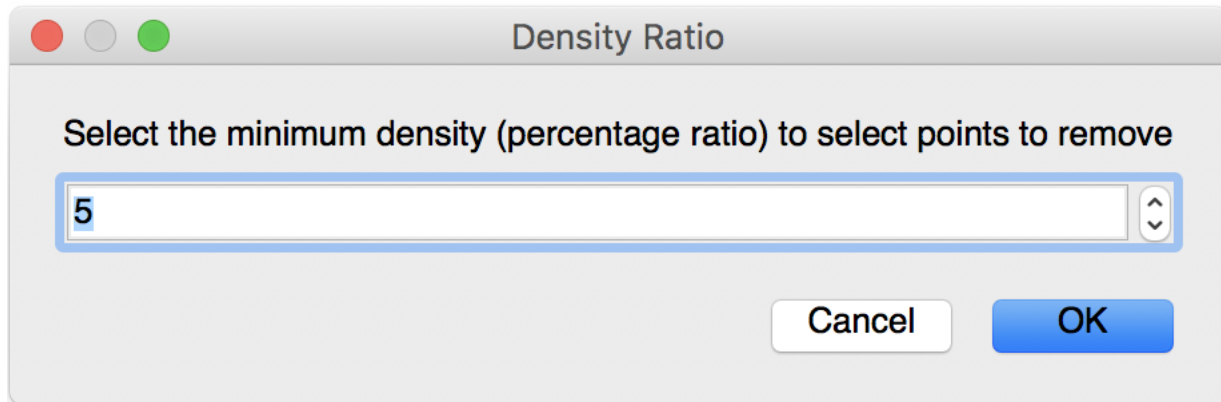 Density Ratio
Select the minimum density (percentage ratio) to select points to remove
5
Cancel OK